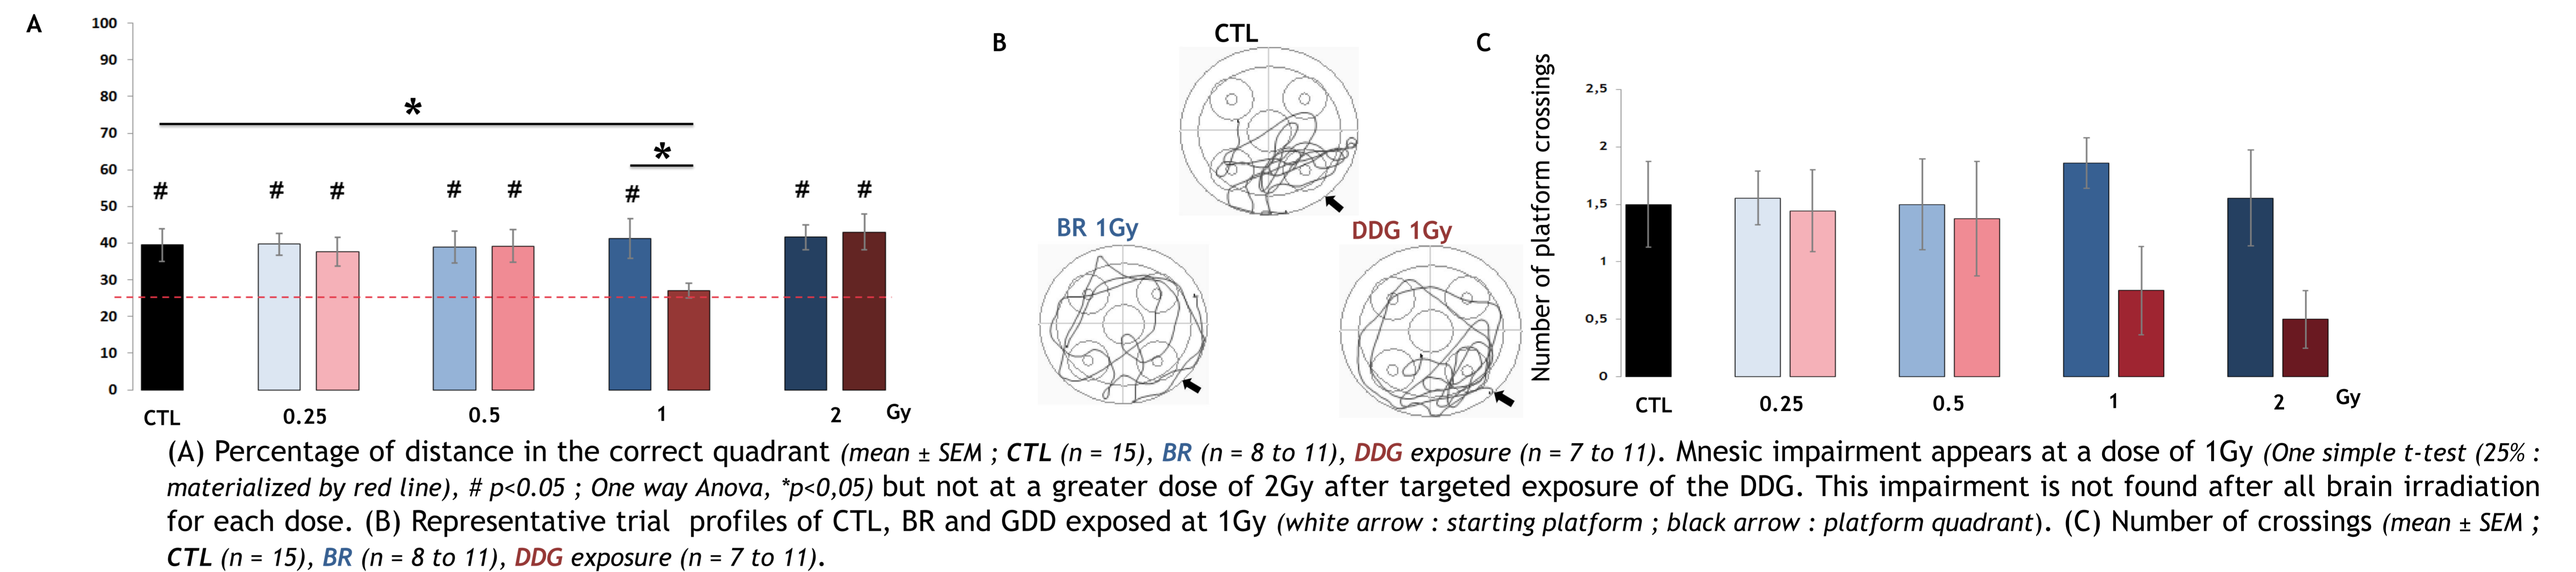 A
100
90
80
70
60
50
40
30
20
10
0
*
*
#
#
#
#
#
#
#
#
CTL
0.25
0.5
1
2
Gy
B
CTL
BR 1Gy
DDG 1Gy
C
Number of platform crossings
2,5
2
1,5
1
0,5
0
CTL
0.25
0.5
1
2
Gy
(A) Percentage of distance in the correct quadrant (mean ± SEM ; CTL (n = 15), BR (n = 8 to 11), DDG exposure (n = 7 to 11). Mnesic impairment appears at a dose of 1Gy (One simple t-test (25% :
materialized by red line), # p<0.05 ; One way Anova, *p<0,05) but not at a greater dose of 2Gy after targeted exposure of the DDG. This impairment is not found after all brain irradiation
for each dose. (B) Representative trial profiles of CTL, BR and GDD exposed at 1Gy (white arrow : starting platform ; black arrow : platform quadrant). (C) Number of crossings (mean ± SEM ;
CTL (n = 15), BR (n = 8 to 11), DDG exposure (n = 7 to 11).